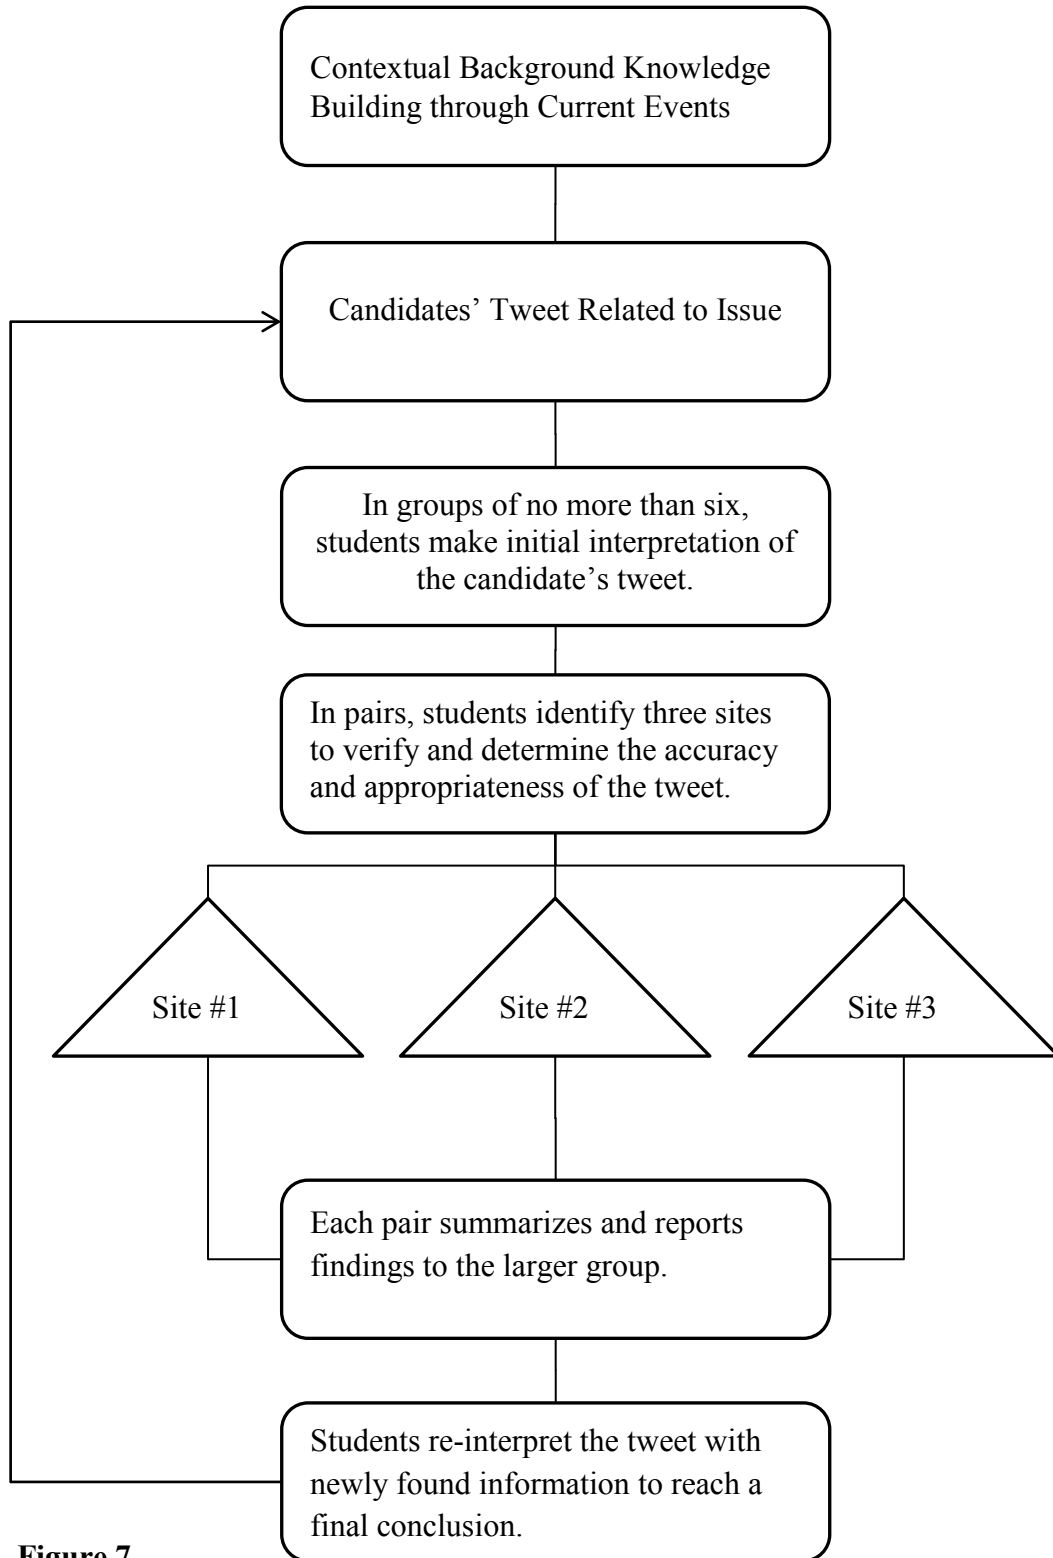 Contextual Background Knowledge
Building through Current Events
Candidates’ Tweet Related to Issue
In groups of no more than six,
students make initial interpretation of
the candidate’s tweet.
In pairs, students identify three sites
to verify and determine the accuracy
and appropriateness of the tweet.
Site #1
Site #2
Site #3
Each pair summarizes and reports
findings to the larger group.
Students re-interpret the tweet with
newly found information to reach a
final conclusion.
Figure 7